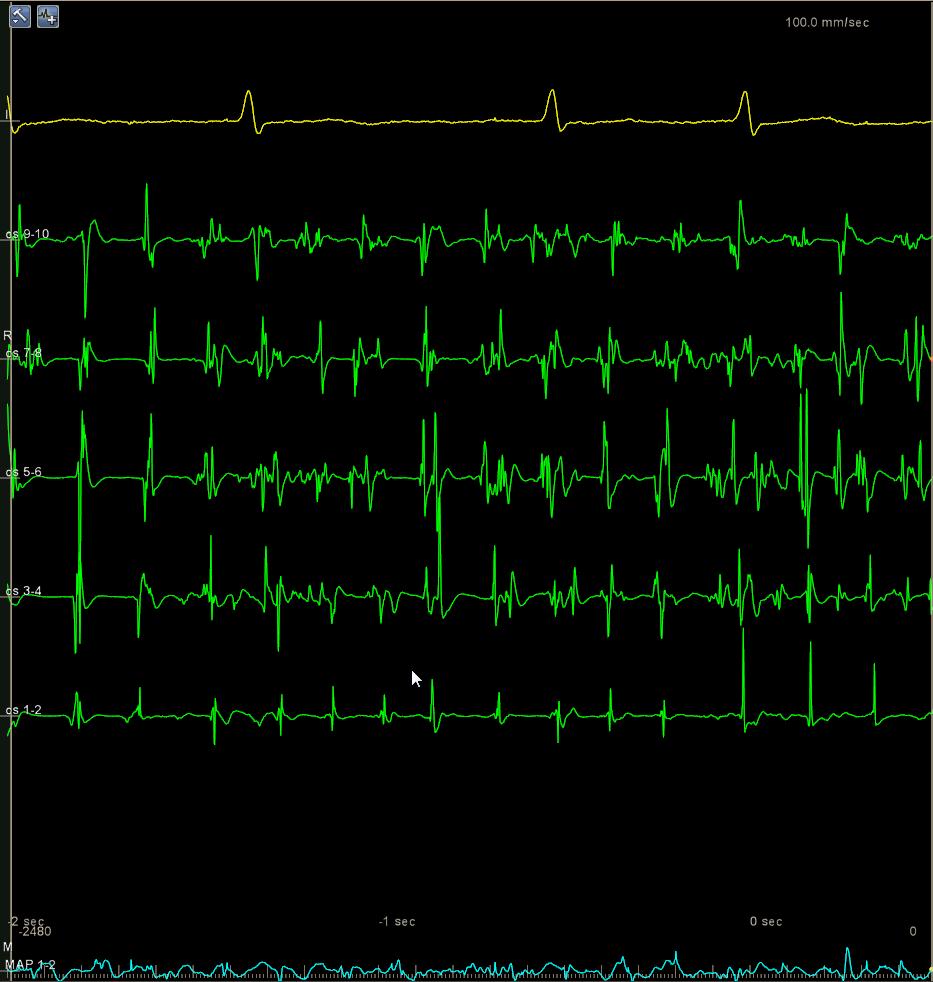 100.0 mm/sec
I
cs 9-10
R
cs 7-8
cs 5-6
cs 3-4
cs 1-2
-2 sec
-1 sec
0 sec
-2480
0
M
MAP 1-2